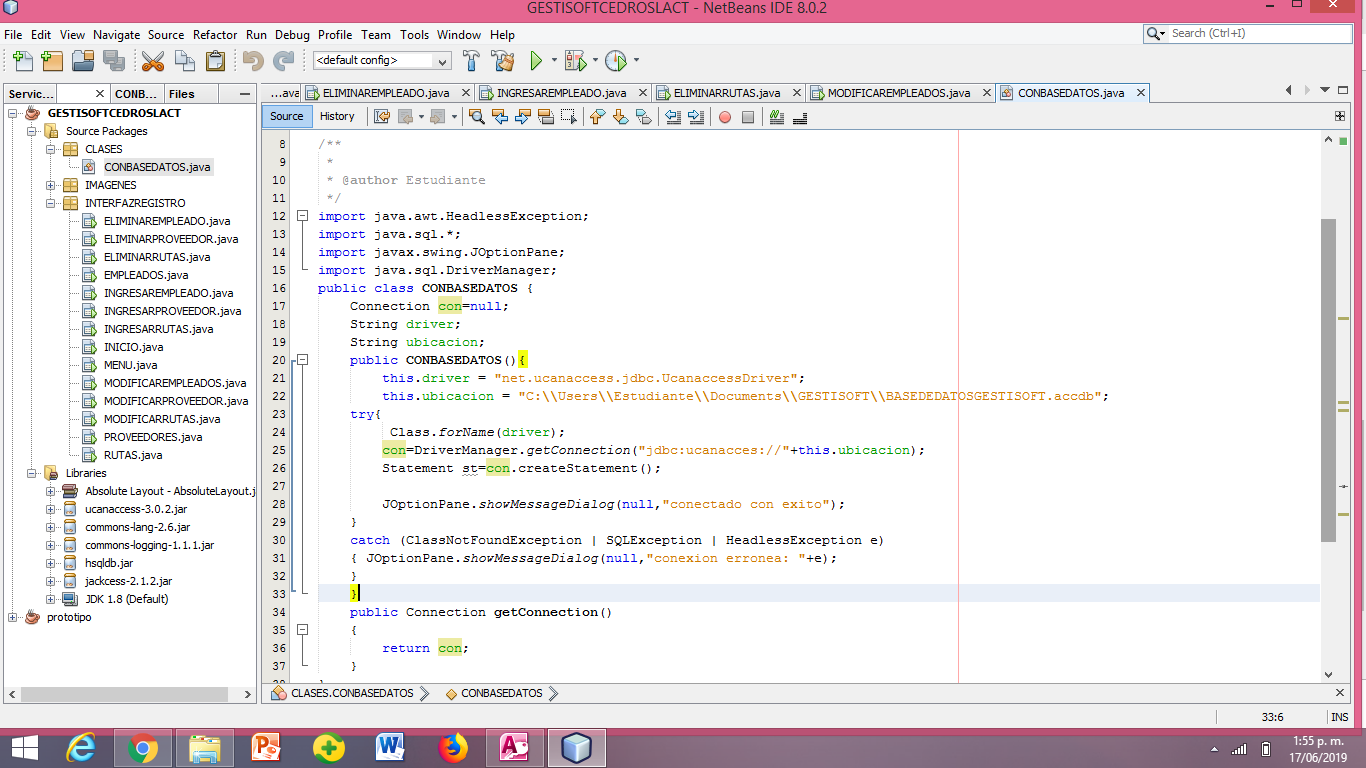 GESTISOFTCEDROSLACT - NetBeans IDE 8.0.2
File Edit View Navigate Source Refactor Run Debug Profile Team Tools Window Help
Search (Ctrl+I)
<default config>
Servic... CONB... Files
...ava ELIMINAREMPLEADO.java INGRESAREMPLEADO.java ELIMINARRUTAS.java MODIFICAREMPLEADOS.java CONBASEDATOS.java
Source History
GESTISOFTCEDROSLACT
Source Packages
CLASES
CONBASEDATOS.java
IMAGENES
INTERFAZREGISTRO
ELIMINAREMPLEADO.java
ELIMINARPROVEEDOR.java
ELIMINARRUTAS.java
EMPLEADOS.java
INGRESAREMPLEADO.java
INGRESARPROVEEDOR.java
INGRESARRUTAS.java
INICIO.java
MENU.java
MODIFICAREMPLEADOS.java
MODIFICARPROVEEDOR.java
MODIFICARRUTAS.java
PROVEEDORES.java
RUTAS.java
Libraries
Absolute Layout - AbsoluteLayout.j
ucanaccess-3.0.2.jar
commons-lang-2.6.jar
commons-logging-1.1.1.jar
hsqldb.jar
jackcess-2.1.2.jar
JDK 1.8 (Default)
prototipo
8 /**
9 *
10 * @author Estudiante
11 */
12 import java.awt.HeadlessException;
13 import java.sql.*;
14 import javax.swing.JOptionPane;
15 import java.sql.DriverManager;
16 public class CONBASEDATOS {
17 Connection con=null;
18 String driver;
19 String ubicacion;
20 public CONBASEDATOS(){
21 this.driver = "net.ucanaccess.jdbc.UcanaccessDriver";
22 this.ubicacion = "C:\\Users\\Estudiante\\Documents\\GESTISOFT\\BASEDEDATOSGESTISOFT.accdb";
23 try{
24 Class.forName(driver);
25 con=DriverManager.getConnection("jdbc:ucanacces://"+this.ubicacion);
26 Statement st=con.createStatement();
27
28 JOptionPane.showMessageDialog(null,"conectado con exito");
29 }
30 catch (ClassNotFoundException | SQLException | HeadlessException e)
31 { JOptionPane.showMessageDialog(null,"conexion erronea: "+e);
32 }
33 }
34 public Connection getConnection()
35 {
36 return con;
37 }
CLASES.CONBASEDATOS CONBASEDATOS
33:6 INS
1:55 p. m.
17/06/2019